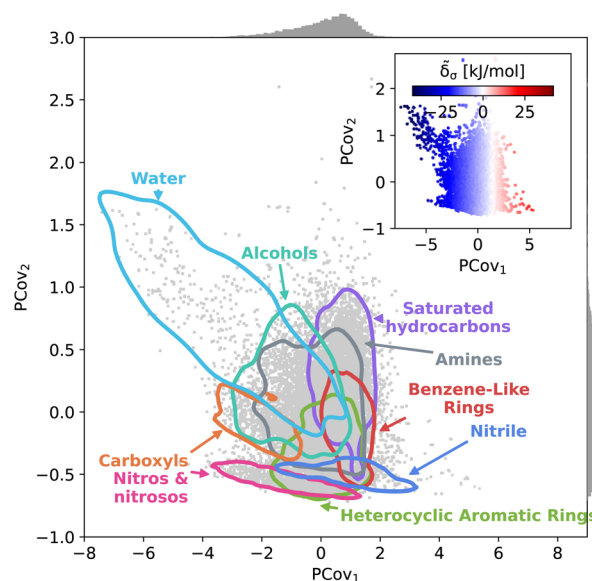 3.0
2.5
2.0
1.5
1.0
0.5
0.0
−0.5
−1.0
PCov₂
−8
−6
−4
−2
0
2
4
6
8
PCov₁
Water
Alcohols
Saturated
hydrocarbons
Amines
Benzene-Like
Rings
Nitrile
Carboxyls
Nitros &
nitrosos
Heterocyclic Aromatic Rings
δ̃σ [kJ/mol]
−25
0
25
2
1
0
−1
PCov₂
−5
0
5
PCov₁